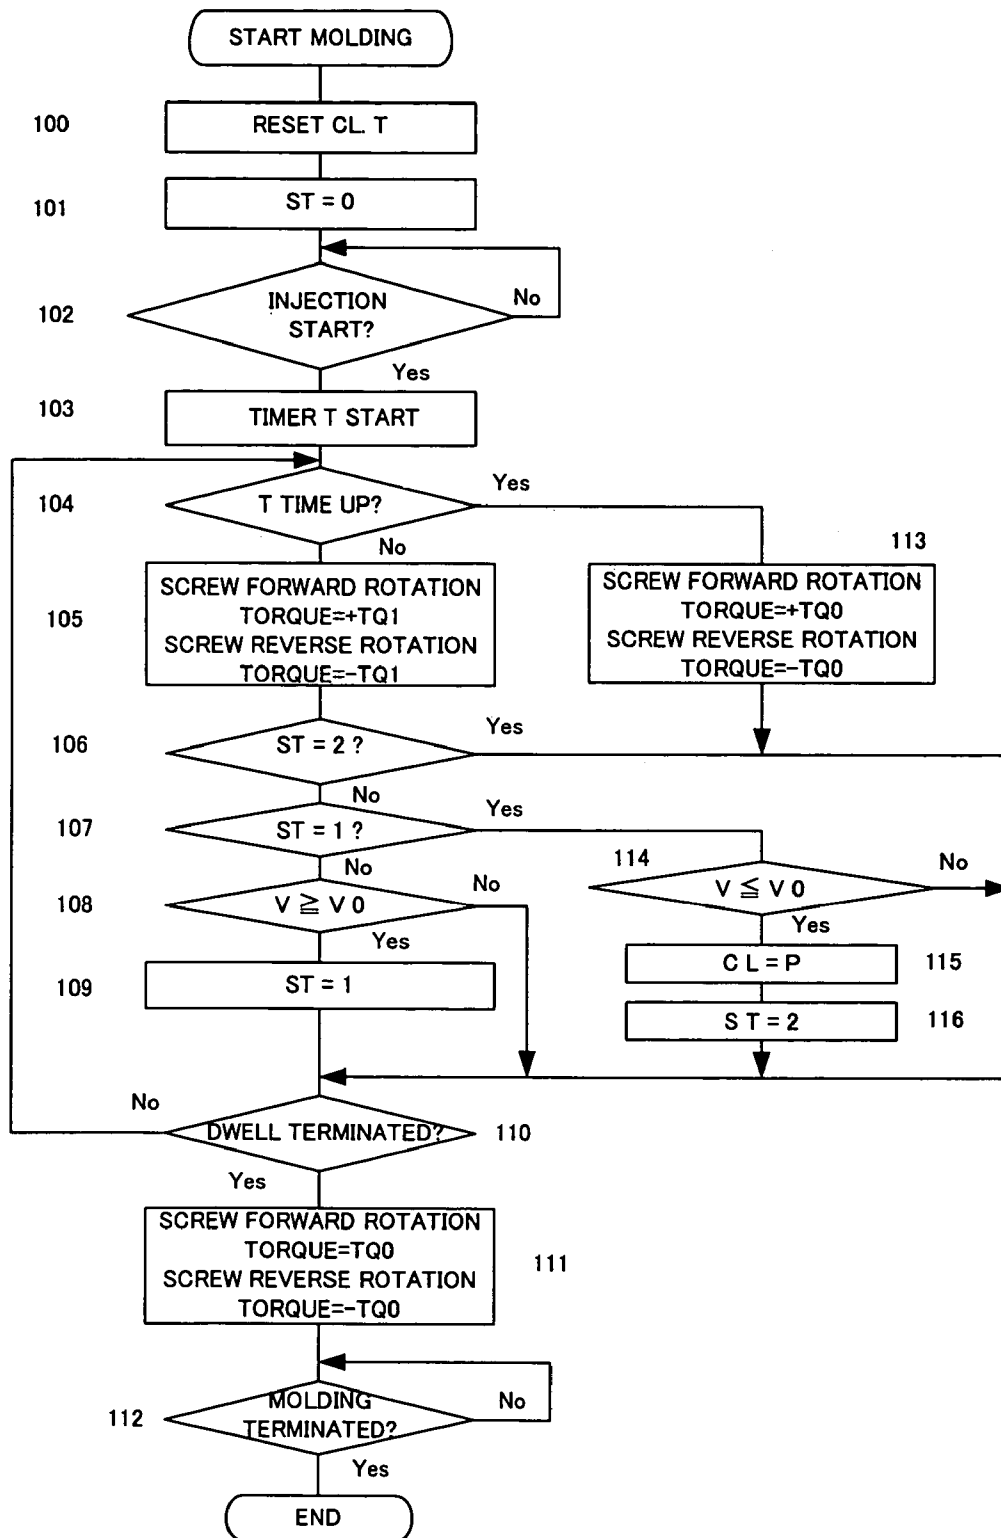 START MOLDING
100
RESET CL. T
101
ST = 0
102
INJECTION
START?
No
Yes
103
TIMER T START
104
T TIME UP?
Yes
No
113
105
SCREW FORWARD ROTATION
TORQUE=+TQ1
SCREW REVERSE ROTATION
TORQUE=-TQ1
SCREW FORWARD ROTATION
TORQUE=+TQ0
SCREW REVERSE ROTATION
TORQUE=-TQ0
106
ST = 2 ?
Yes
No
107
ST = 1 ?
Yes
No
114
V ≦ V 0
No
Yes
108
V ≧ V 0
No
Yes
109
ST = 1
C L = P
115
S T = 2
116
No
DWELL TERMINATED?
110
Yes
SCREW FORWARD ROTATION
TORQUE=TQ0
SCREW REVERSE ROTATION
TORQUE=-TQ0
111
112
MOLDING
TERMINATED?
No
Yes
END